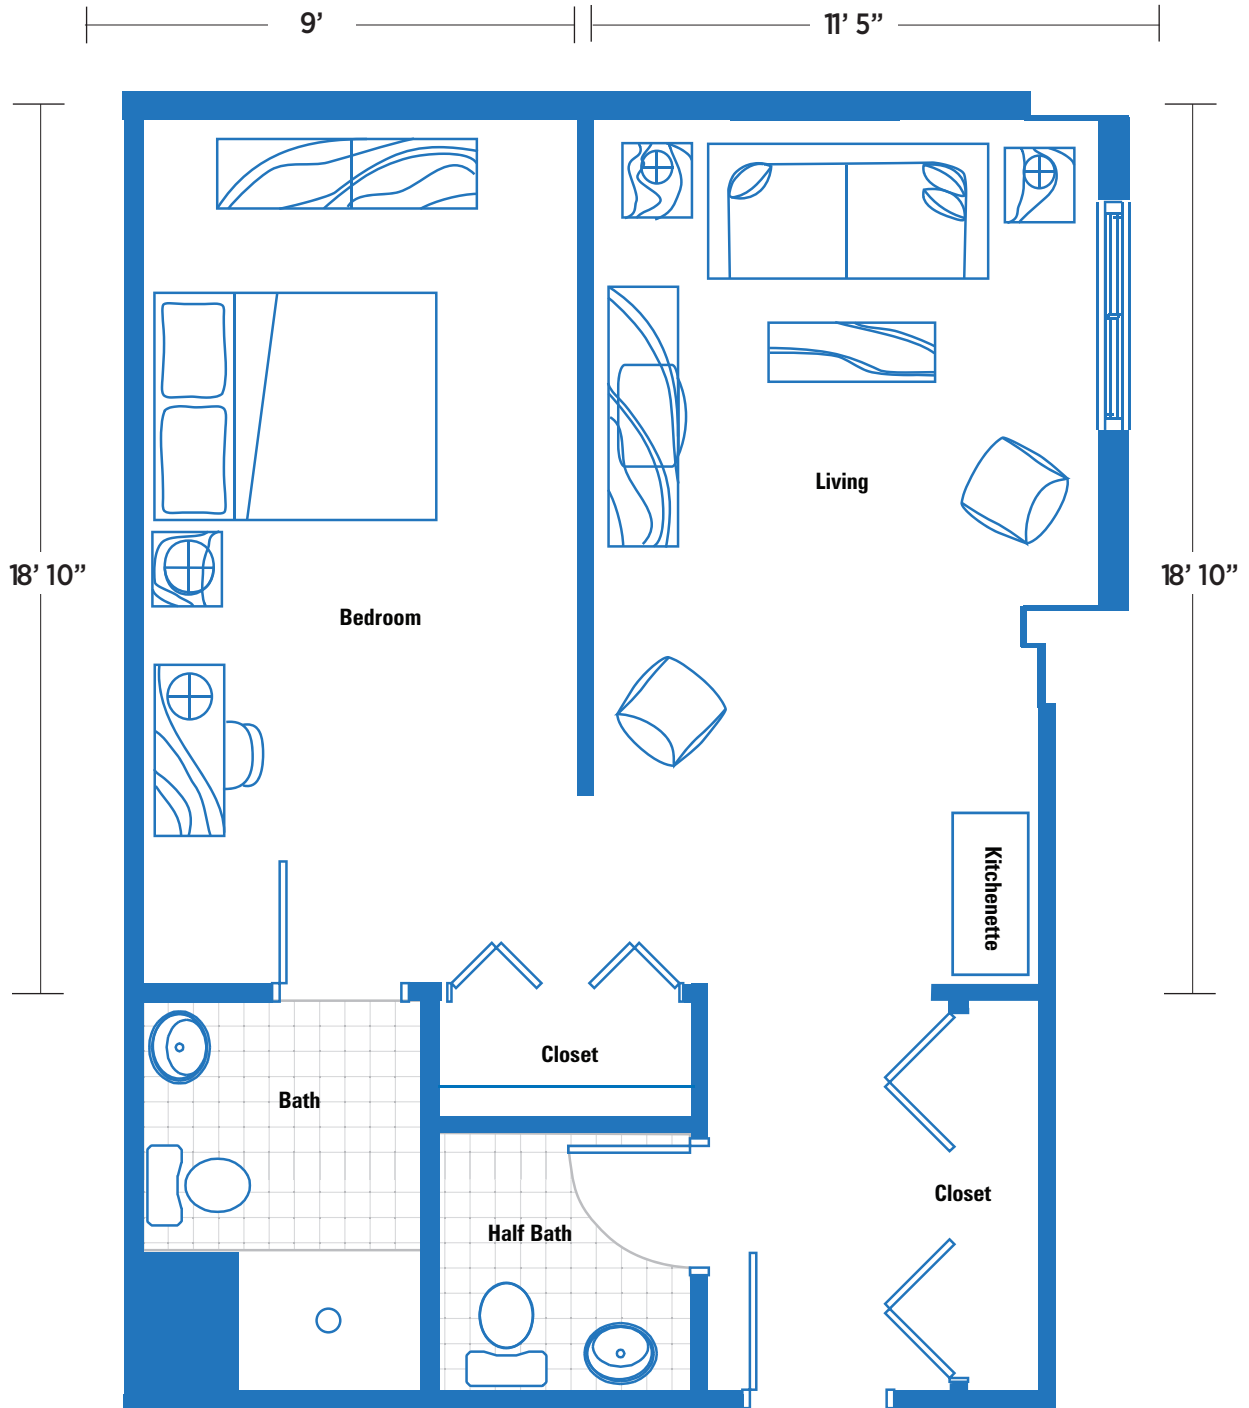 9’
11’ 5”
18’ 10”
18’ 10”
Living
Bedroom
Kitchenette
Closet
Bath
Closet
Half Bath